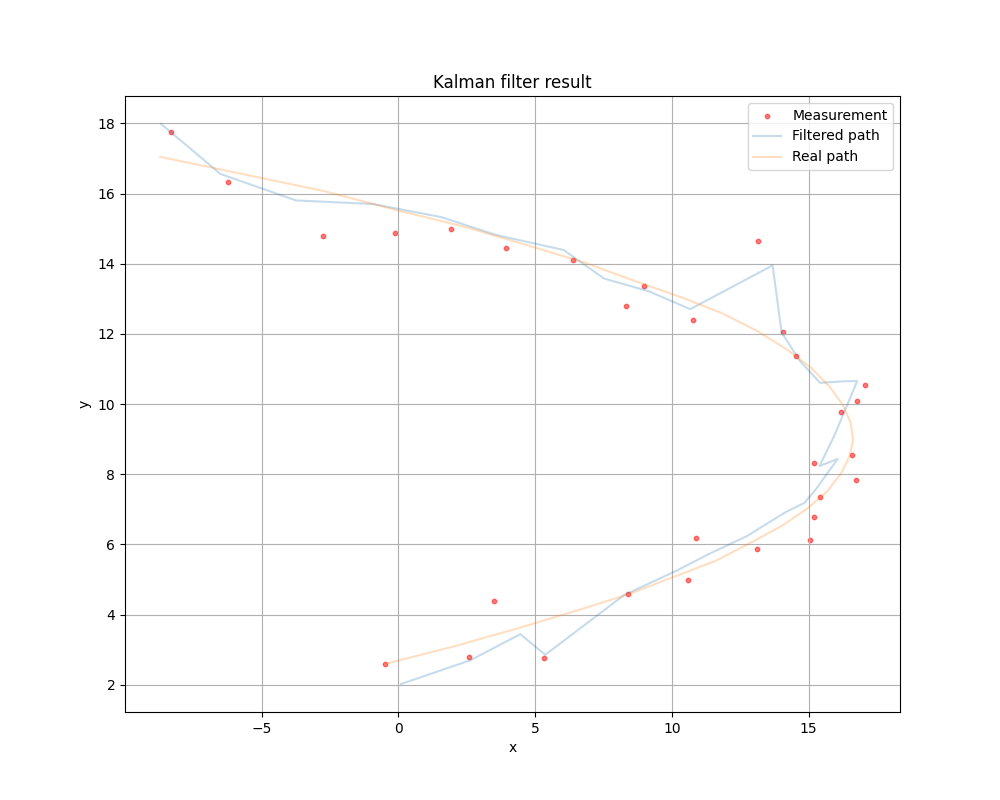 Kalman filter result
Measurement
Filtered path
Real path
18
16
14
12
10
8
6
4
2
y
−5
0
5
10
15
x